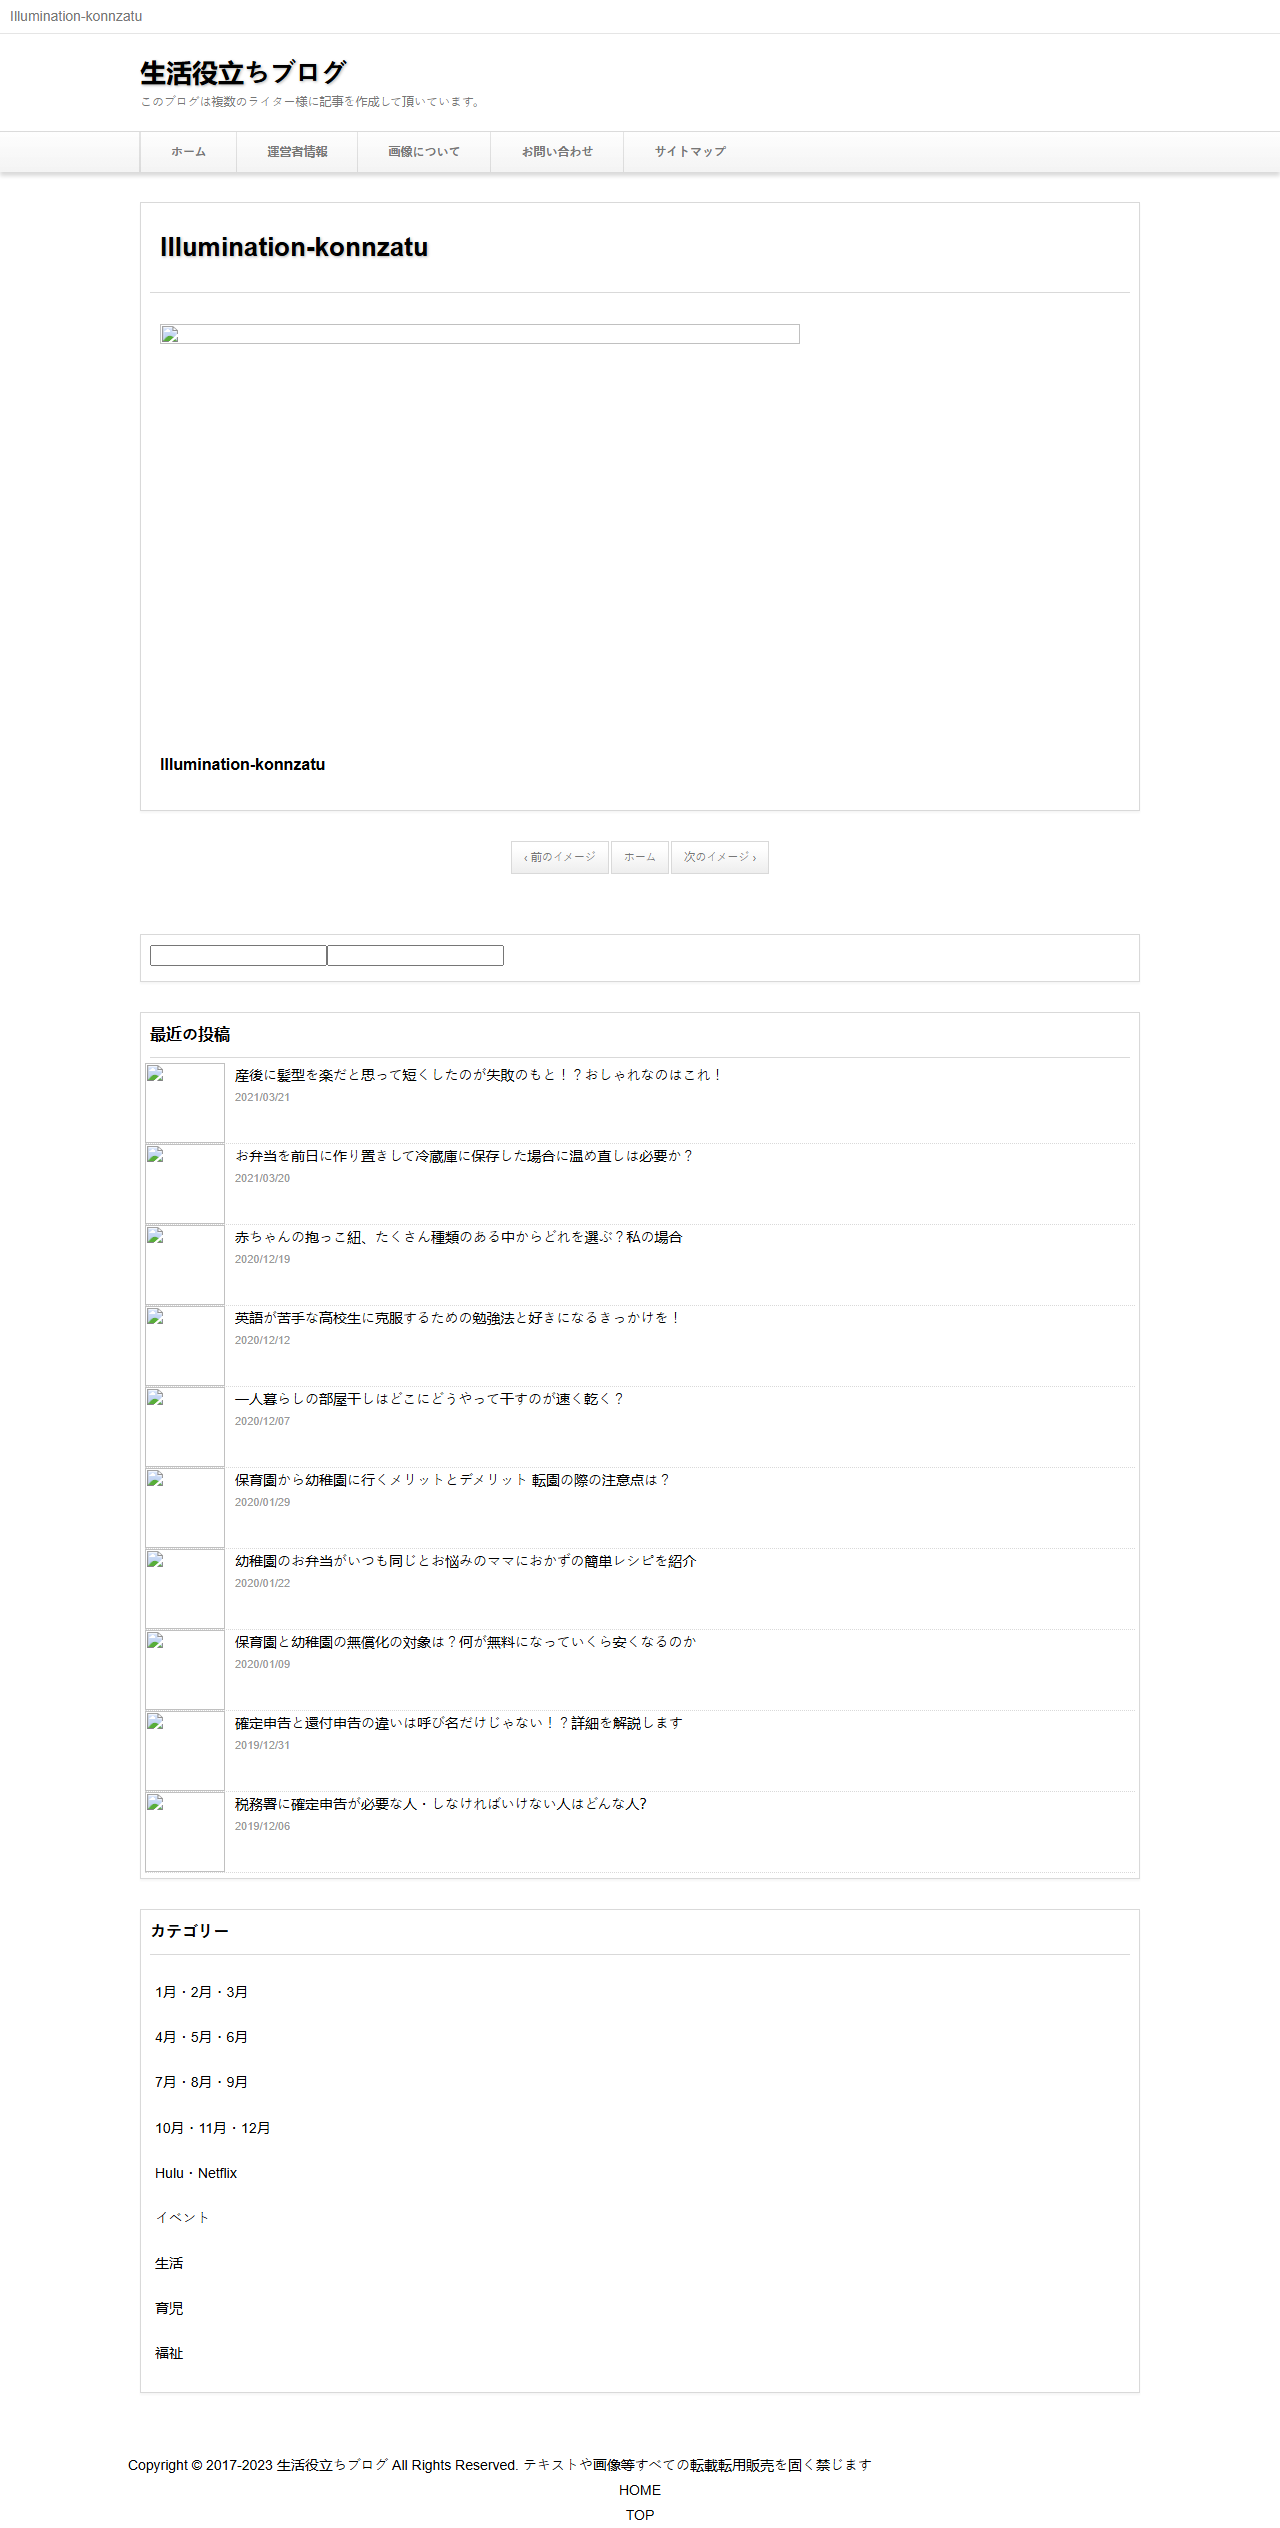 Illumination-konnzatu
生活役立ちブログ
このブログは複数のライター様に記事を作成して頂いています。
ホーム 運営者情報 画像について お問い合わせ サイトマップ
Illumination-konnzatu
Illumination-konnzatu
‹ 前のイメージ ホーム 次のイメージ ›
最近の投稿
産後に髪型を楽だと思って短くしたのが失敗のもと！？おしゃれなのはこれ！
2021/03/21
お弁当を前日に作り置きして冷蔵庫に保存した場合に温め直しは必要か？
2021/03/20
赤ちゃんの抱っこ紐、たくさん種類のある中からどれを選ぶ？私の場合
2020/12/19
英語が苦手な高校生に克服するための勉強法と好きになるきっかけを！
2020/12/12
一人暮らしの部屋干しはどこにどうやって干すのが速く乾く？
2020/12/07
保育園から幼稚園に行くメリットとデメリット 転園の際の注意点は？
2020/01/29
幼稚園のお弁当がいつも同じとお悩みのママにおかずの簡単レシピを紹介
2020/01/22
保育園と幼稚園の無償化の対象は？何が無料になっていくら安くなるのか
2020/01/09
確定申告と還付申告の違いは呼び名だけじゃない！？詳細を解説します
2019/12/31
税務署に確定申告が必要な人・しなければいけない人はどんな人?
2019/12/06
カテゴリー
1月・2月・3月
4月・5月・6月
7月・8月・9月
10月・11月・12月
Hulu・Netflix
イベント
生活
育児
福祉
Copyright © 2017-2023 生活役立ちブログ All Rights Reserved. テキストや画像等すべての転載転用販売を固く禁じます
HOME
TOP